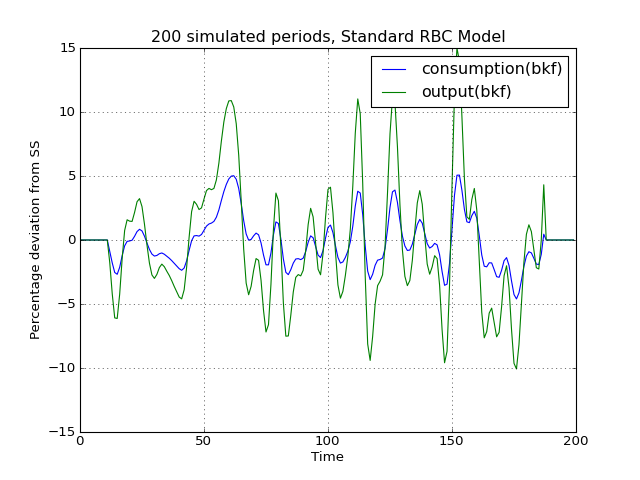 200 simulated periods, Standard RBC Model
consumption(bkf)
output(bkf)
Percentage deviation from SS
15
10
5
0
−5
−10
−15
0
50
100
150
200
Time